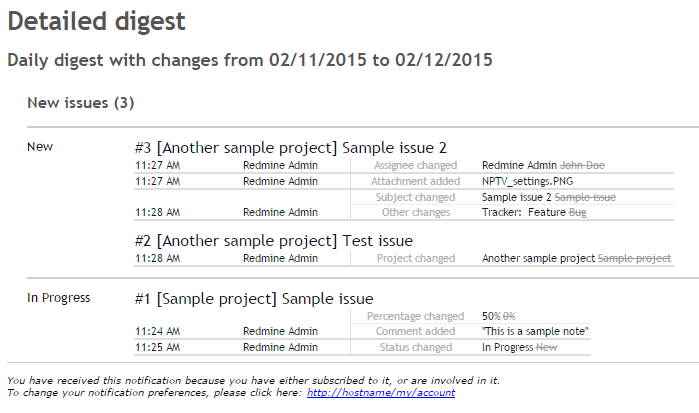 Detailed digest
Daily digest with changes from 02/11/2015 to 02/12/2015
New issues (3)
New #3 [Another sample project] Sample issue 2
11:27 AM Redmine Admin Assignee changed Redmine Admin John Doe
11:27 AM Redmine Admin Attachment added NPTV_settings.PNG
Subject changed Sample issue 2 Sample issue
11:28 AM Redmine Admin Other changes Tracker: Feature Bug
#2 [Another sample project] Test issue
11:28 AM Redmine Admin Project changed Another sample project Sample project
In Progress #1 [Sample project] Sample issue
Percentage changed 50% 0%
11:24 AM Redmine Admin Comment added "This is a sample note"
11:25 AM Redmine Admin Status changed In Progress New
You have received this notification because you have either subscribed to it, or are involved in it.
To change your notification preferences, please click here: http://hostname/my/account